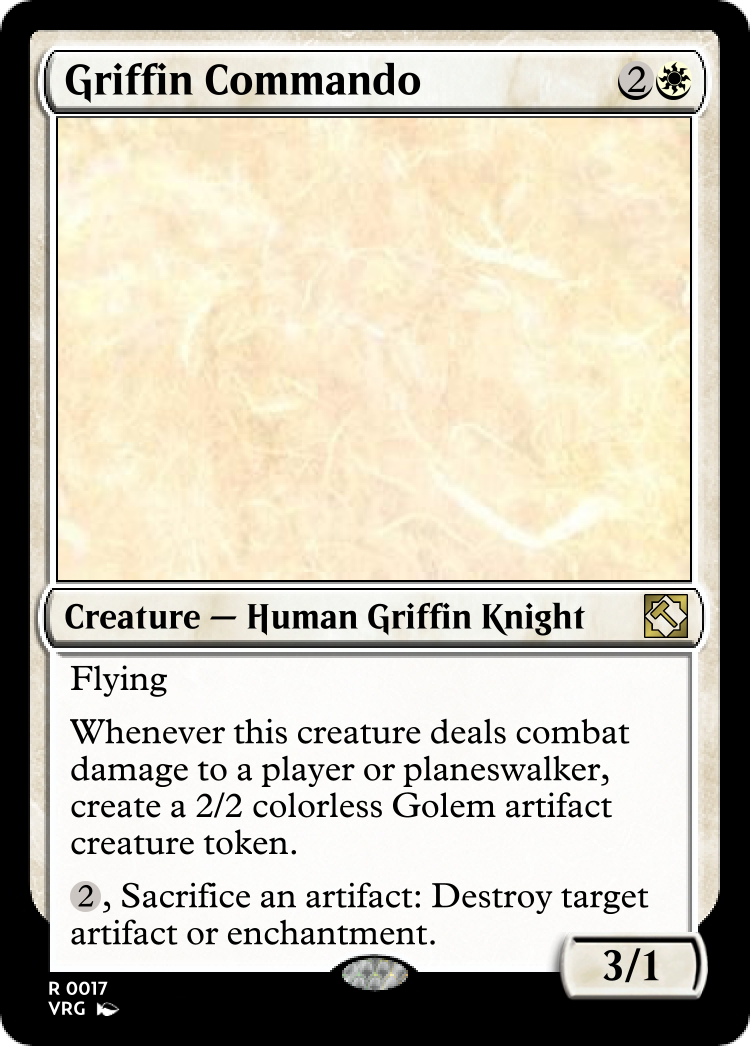 Griffin Commando 2
Creature — Human Griffin Knight
Flying
Whenever this creature deals combat
damage to a player or planeswalker,
create a 2/2 colorless Golem artifact
creature token.
2, Sacrifice an artifact: Destroy target
artifact or enchantment.
3/1
R 0017
VRG